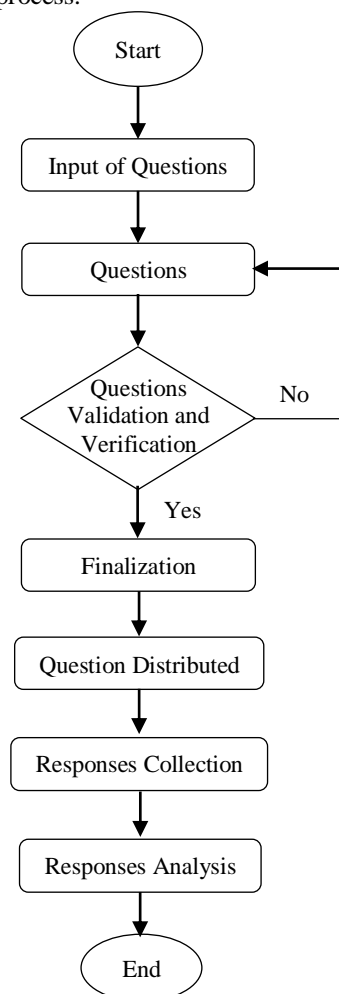 process.
Start
Input of Questions
Questions
Questions
Validation and
Verification
No
Yes
Finalization
Question Distributed
Responses Collection
Responses Analysis
End